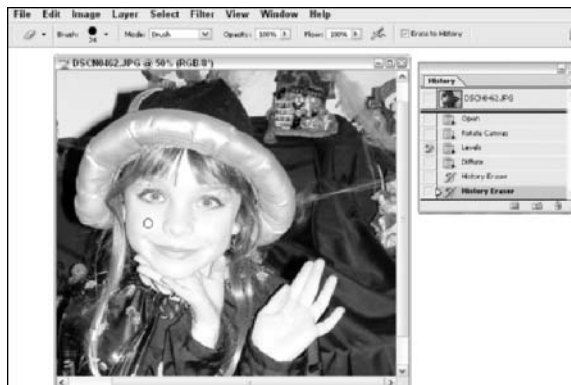 File Edit Image Layer Select Filter View Window Help
Brush: 24 Mode: Brush Opacity: 100% Flow: 100% Erase to History
DSCN0462.JPG @ 50% (RGB/8*)
History
DSCN0462.JPG
Open
Rotate Canvas
Levels
Diffuse
History Eraser
History Eraser